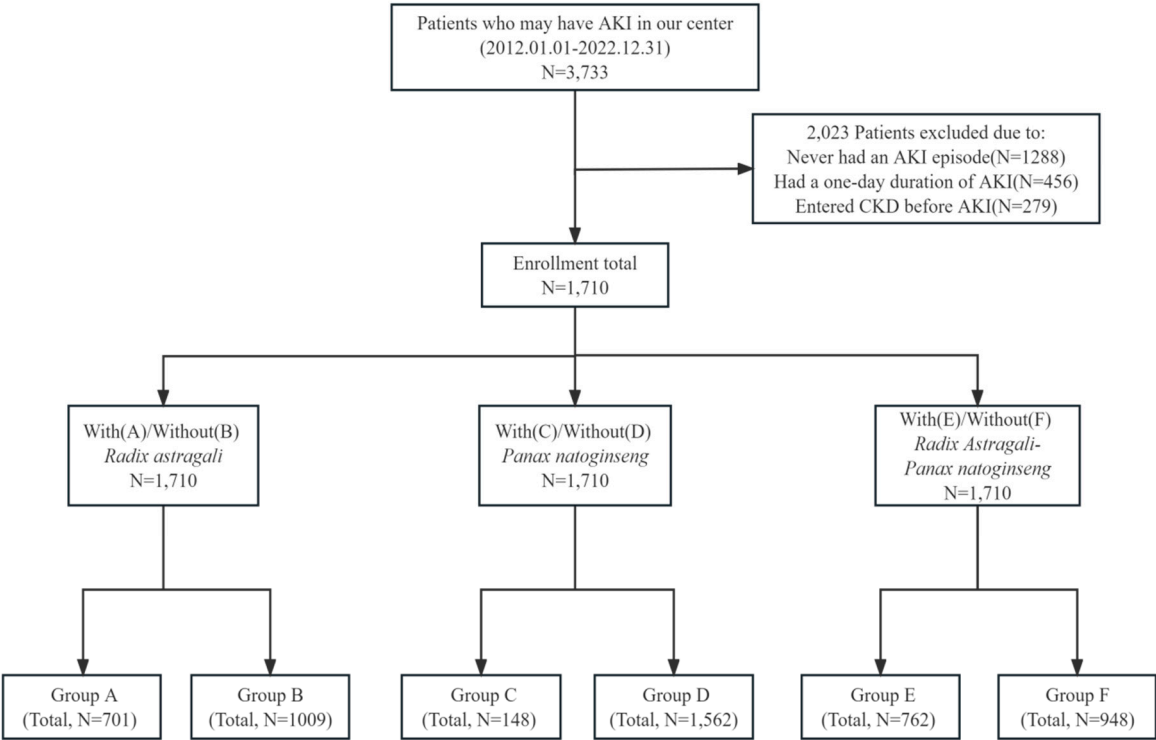 Patients who may have AKI in our center
(2012.01.01-2022.12.31)
N=3,733
2,023 Patients excluded due to:
Never had an AKI episode(N=1288)
Had a one-day duration of AKI(N=456)
Entered CKD before AKI(N=279)
Enrollment total
N=1,710
With(A)/Without(B)
Radix astragali
N=1,710
With(C)/Without(D)
Panax natoginseng
N=1,710
With(E)/Without(F)
Radix Astragali-
Panax natoginseng
N=1,710
Group A
(Total, N=701)
Group B
(Total, N=1009)
Group C
(Total, N=148)
Group D
(Total, N=1,562)
Group E
(Total, N=762)
Group F
(Total, N=948)